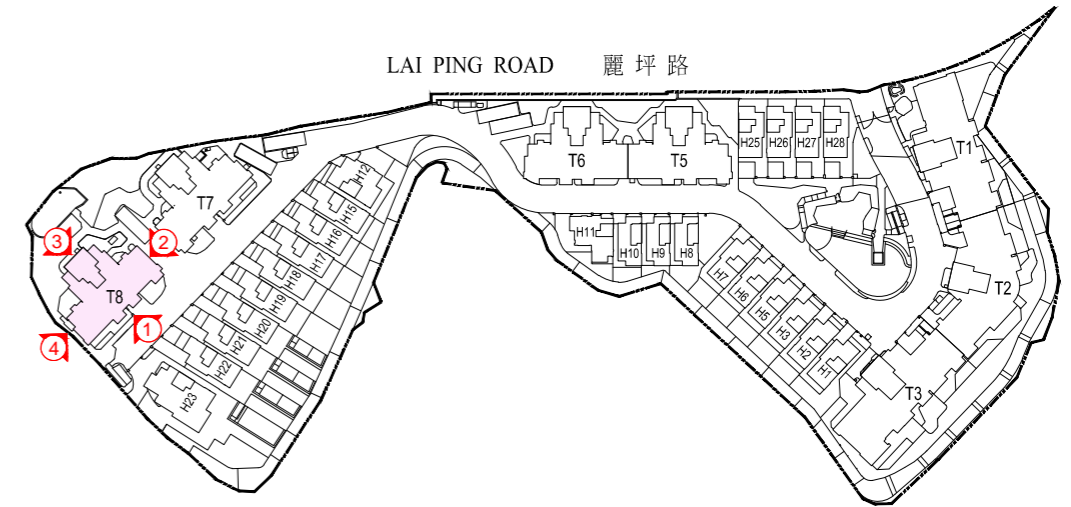 LAI PING ROAD 麗坪路
T1
T2
T3
T5
T6
T7
T8
H1
H2
H3
H5
H6
H7
H8
H9
H10
H11
H12
H15
H16
H17
H18
H19
H20
H21
H22
H23
H25
H26
H27
H28
1
2
3
4